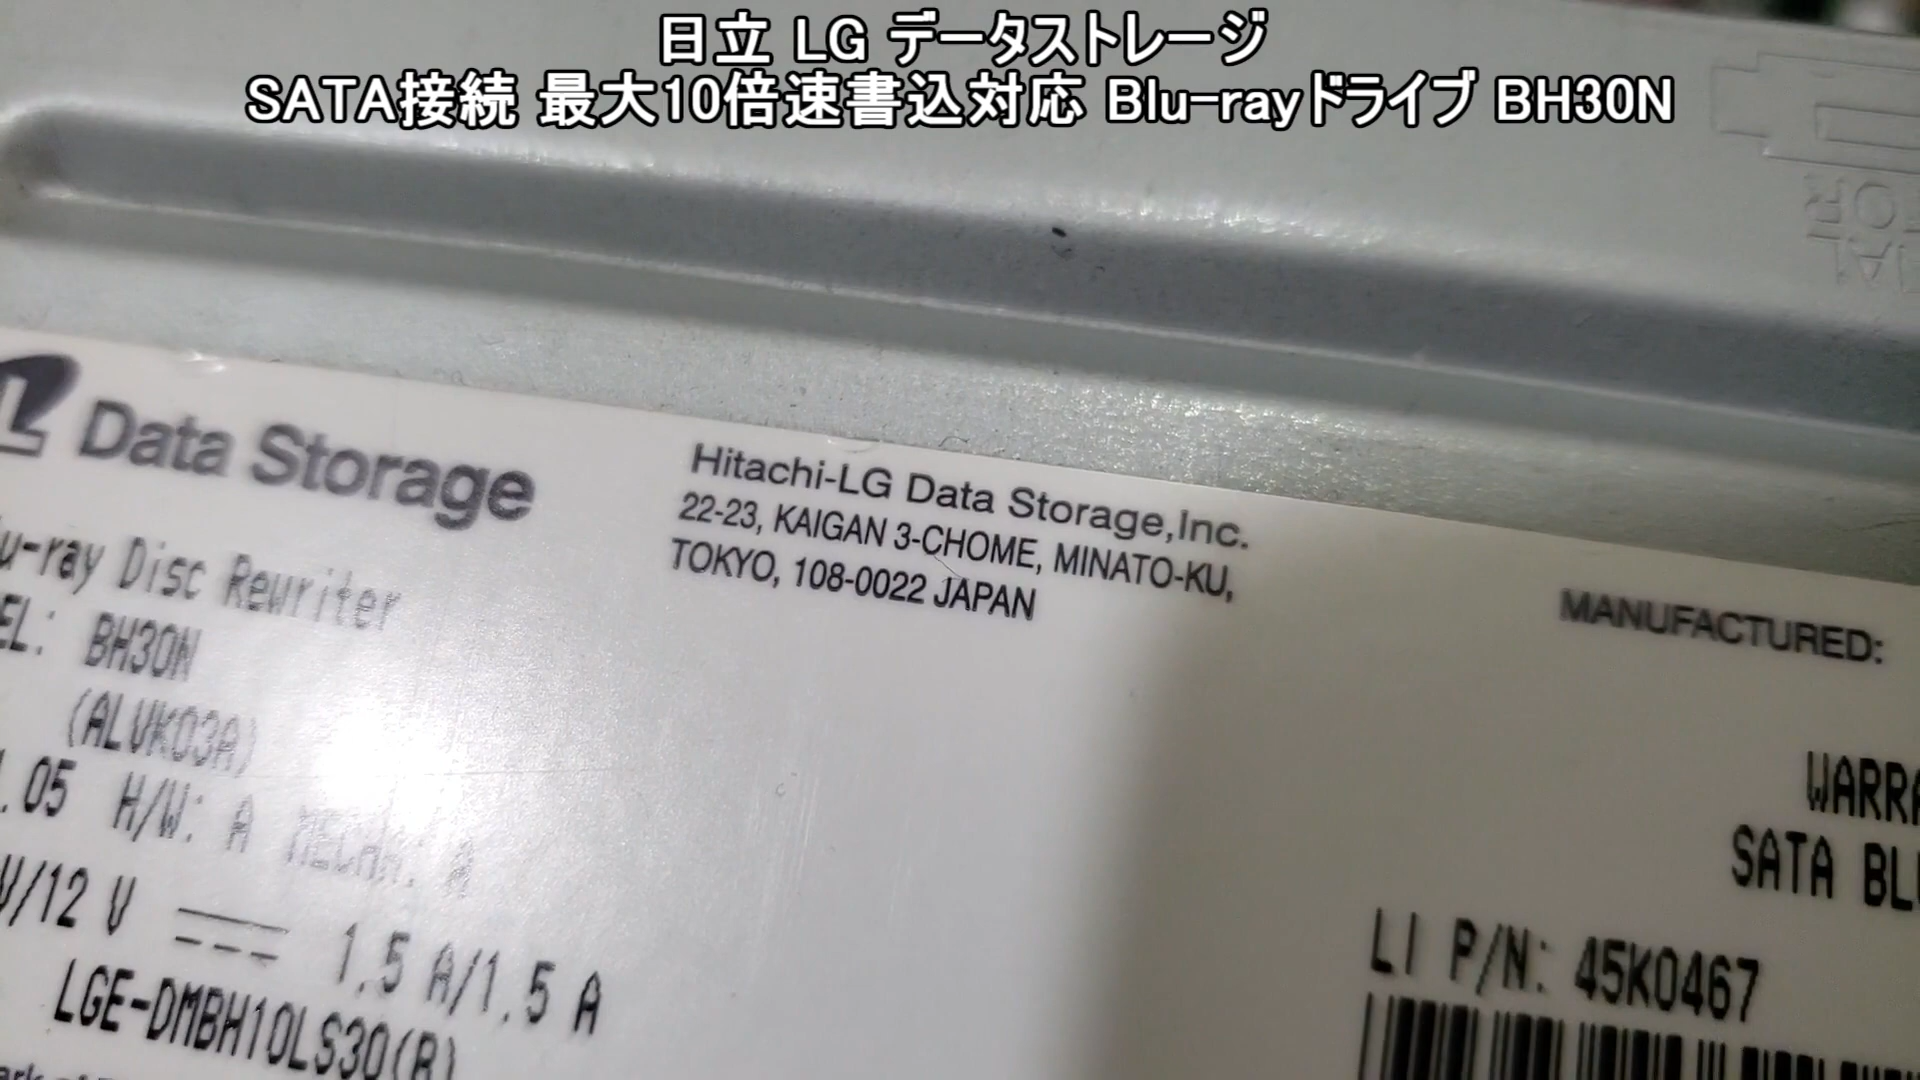 日立 LG データストレージ
SATA接続 最大10倍速書込対応 Blu-rayドライブ BH30N
Data Storage
Hitachi-LG Data Storage,Inc.
22-23, KAIGAN 3-CHOME, MINATO-KU,
TOKYO, 108-0022 JAPAN
u-ray Disc Rewriter
EL: BH30N
(ALUK03A)
.05 H/W: A MECHA: A
V/12 V 1.5 A/1.5 A
LGE-DMBH10LS30(B)
MANUFACTURED:
WARRA
SATA BLU
LI P/N: 45K0467